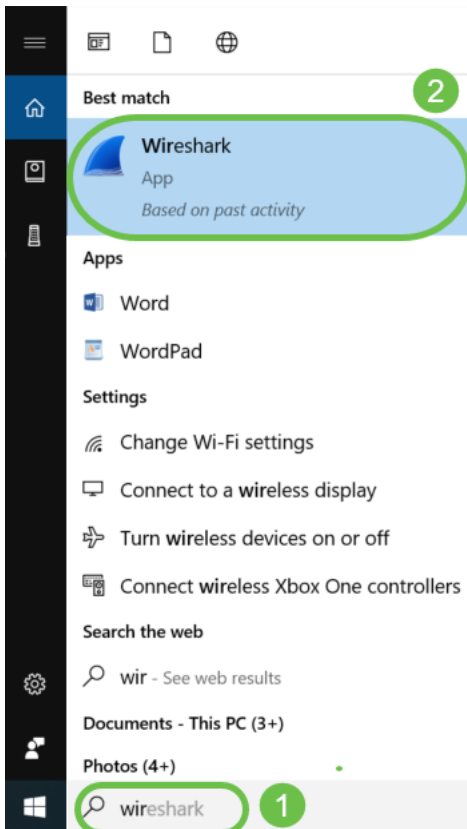 Best match
2
Wireshark
App
Based on past activity
Apps
Word
WordPad
Settings
Change Wi-Fi settings
Connect to a wireless display
Turn wireless devices on or off
Connect wireless Xbox One controllers
Search the web
wir - See web results
Documents - This PC (3+)
Photos (4+)
wireshark
1